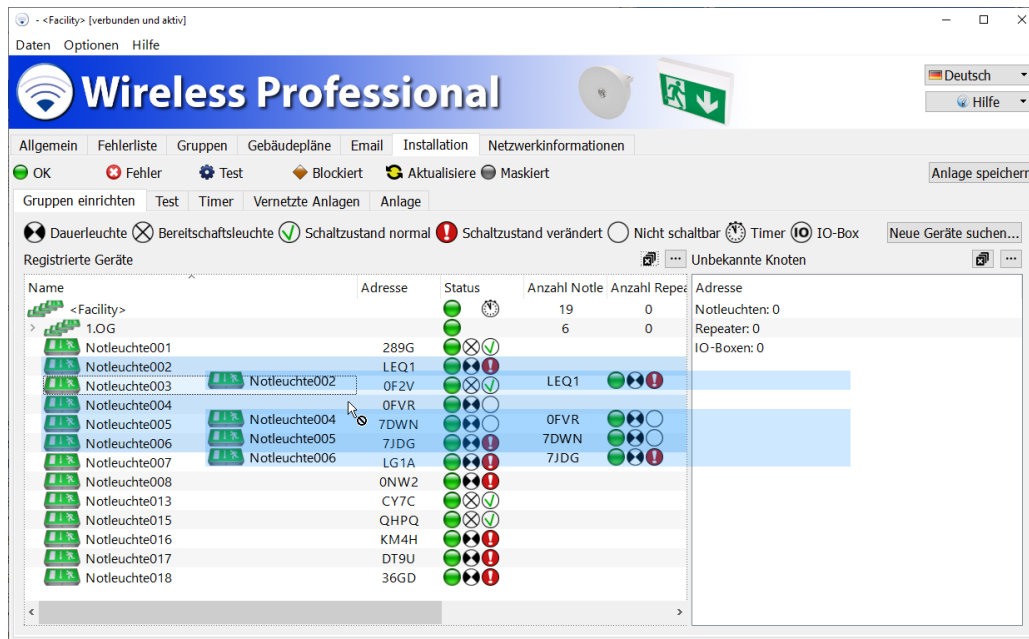 - <Facility> [verbunden und aktiv]
Daten Optionen Hilfe
Wireless Professional
Deutsch
Hilfe
Allgemein Fehlerliste Gruppen Gebäudepläne Email Installation Netzwerkinformationen
OK Fehler Test Blockiert Aktualisiere Maskiert Anlage speichern
Gruppen einrichten Test Timer Vernetzte Anlagen Anlage
Dauerleuchte Bereitschaftsleuchte Schaltzustand normal Schaltzustand verändert Nicht schaltbar Timer IO IO-Box Neue Geräte suchen...
Registrierte Geräte ... Unbekannte Knoten ...
Name Adresse Status Anzahl Notle Anzahl Repea Adresse
<Facility> 19 0 Notleuchten: 0
1.OG 6 0 Repeater: 0
Notleuchte001 289G IO-Boxen: 0
Notleuchte002 LEQ1
Notleuchte002 LEQ1
Notleuchte003 0F2V
Notleuchte004 0FVR
Notleuchte004 0FVR
Notleuchte005 7DWN
Notleuchte005 7DWN
Notleuchte006 7JDG
Notleuchte006 7JDG
Notleuchte007 LG1A
Notleuchte008 0NW2
Notleuchte013 CY7C
Notleuchte015 QHPQ
Notleuchte016 KM4H
Notleuchte017 DT9U
Notleuchte018 36GD